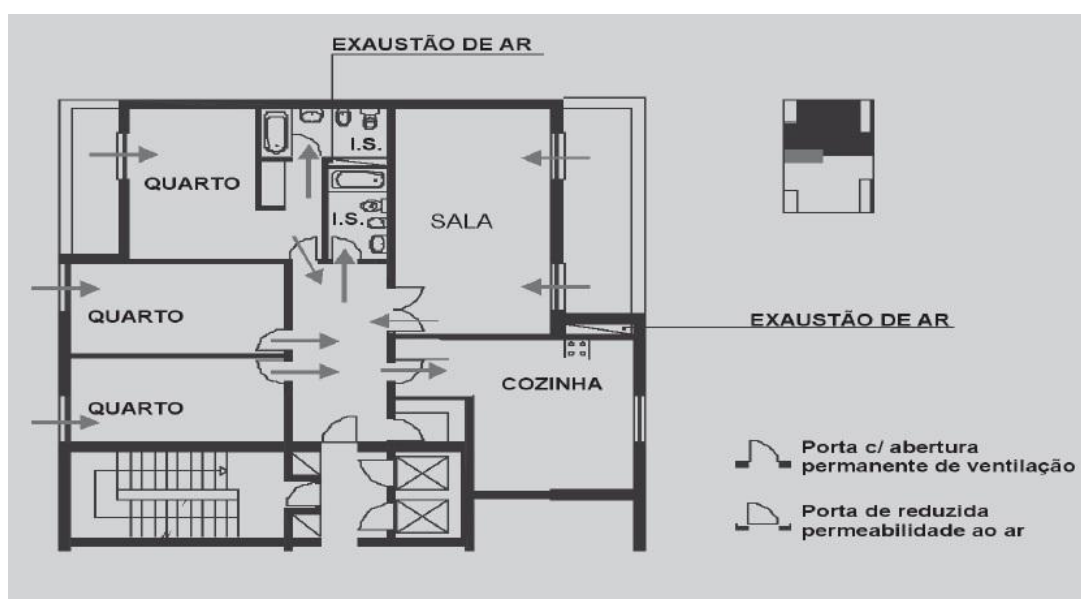 EXAUSTÃO DE AR
I.S.
QUARTO
I.S.
SALA
QUARTO
EXAUSTÃO DE AR
COZINHA
QUARTO
Porta c/ abertura
permanente de ventilação
Porta de reduzida
permeabilidade ao ar